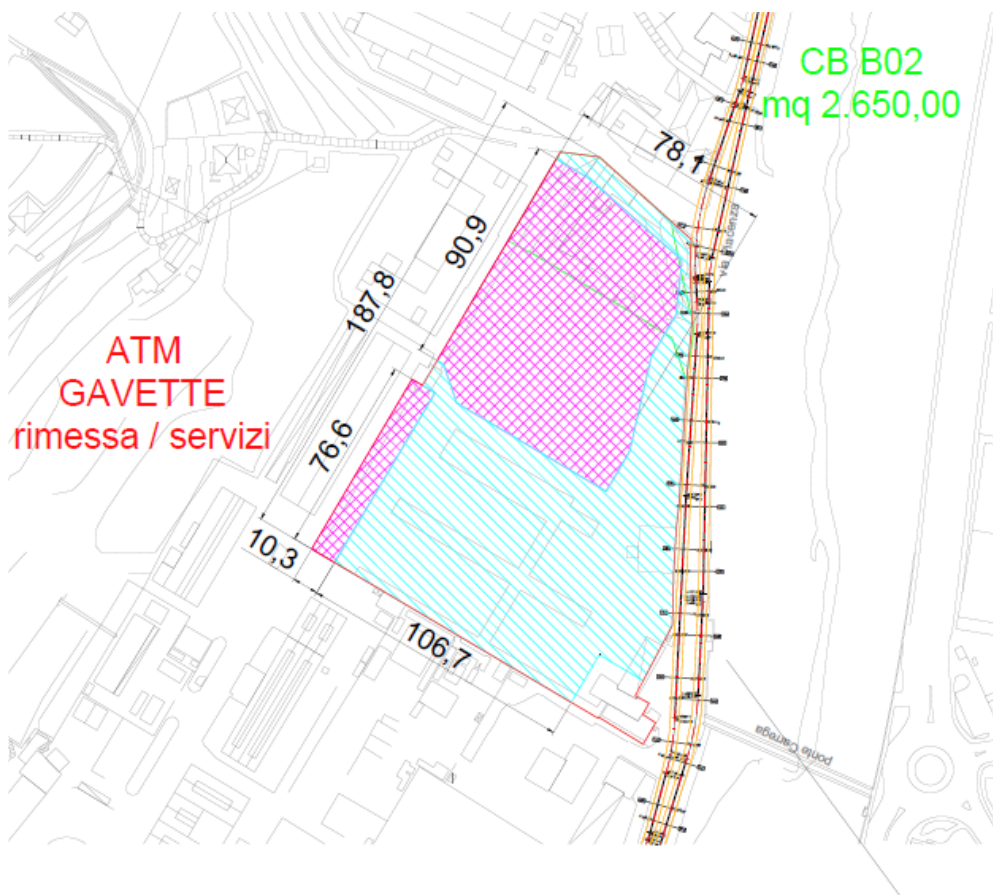 CB B02
mq 2.650,00
78,1
90,9
187,8
ATM
GAVETTE
rimessa / servizi
76,6
10,3
106,7
ponte Carrega